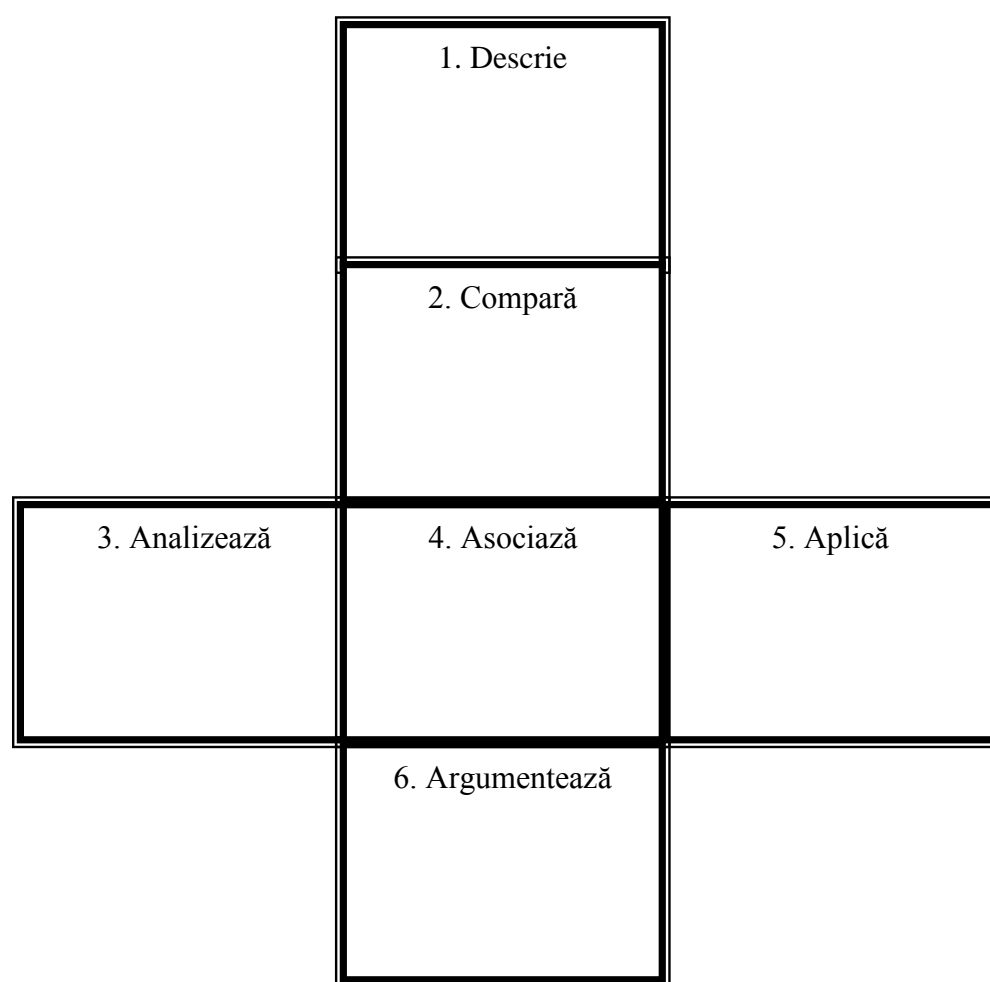 1. Descrie
2. Compară
3. Analizează
4. Asociază
5. Aplică
6. Argumentează